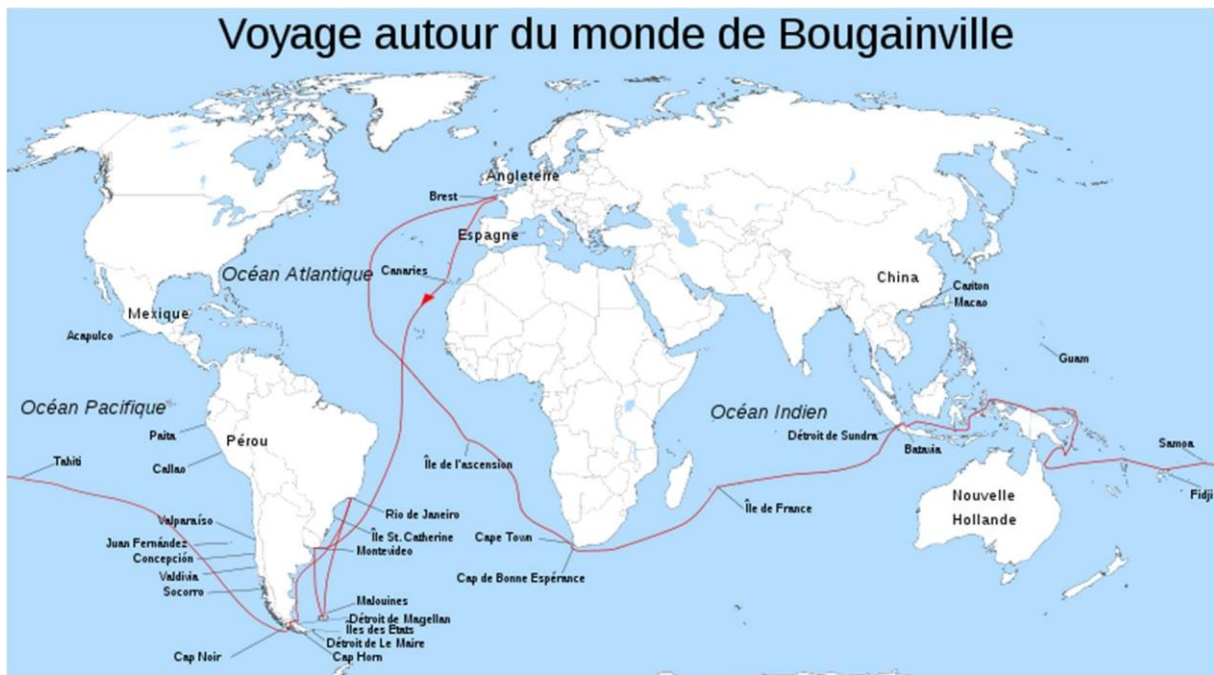 Voyage autour du monde de Bougainville
Angleterre
Brest
Espagne
Océan Atlantique
Canaries
China
Canton
Macao
Mexique
Acapulco
Guam
Océan Pacifique
Océan Indien
Paita
Pérou
Détroit de Sundra
Batavia
Samoa
Tahiti
Callao
Île de l'ascension
Fidji
Nouvelle
Hollande
Île de France
Rio de Janeiro
Valparaíso
Île St. Catherine
Cape Town
Juan Fernández
Montevideo
Concepción
Valdivia
Cap de Bonne Espérance
Socorro
Malouines
Détroit de Magellan
Iles des Etats
Détroit de Le Maire
Cap Noir
Cap Horn